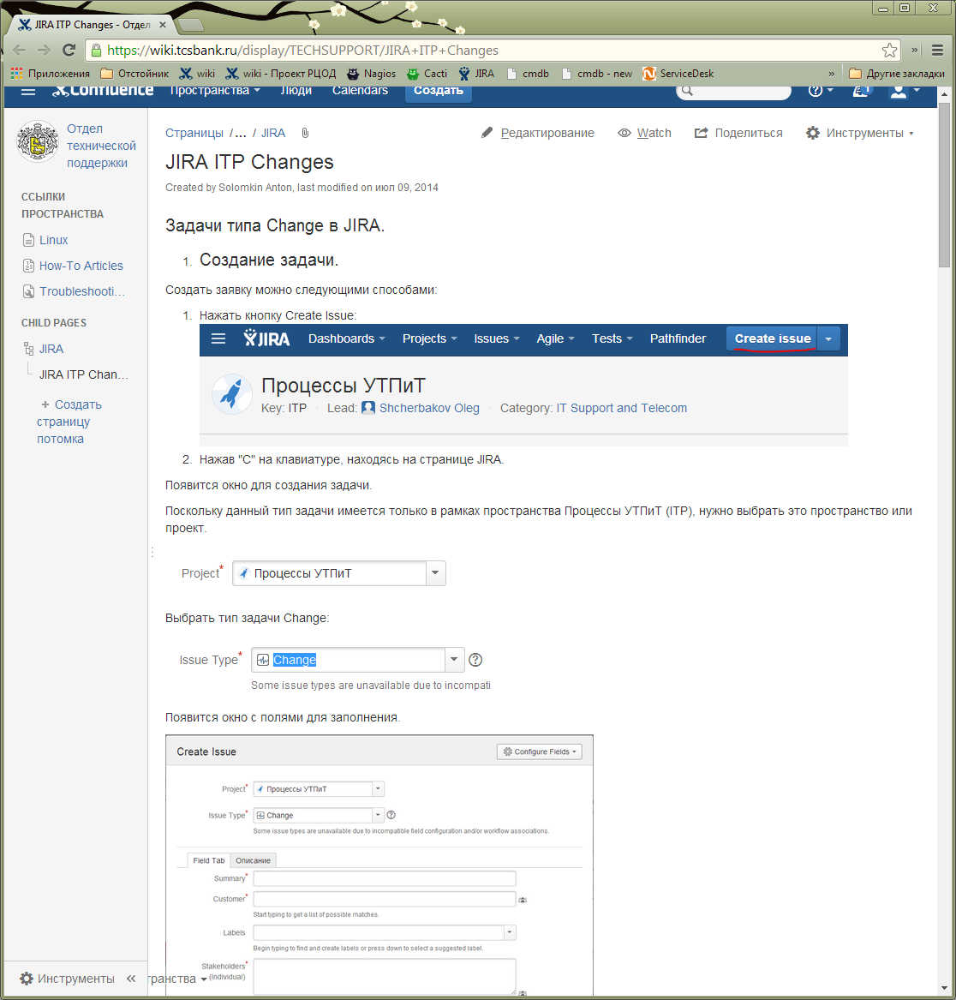 JIRA ITP Changes - Отдел
https://wiki.tcsbank.ru/display/TECHSUPPORT/JIRA+ITP+Changes
Приложения Отстойник wiki wiki - Проект РЦОД Nagios Cacti JIRA cmdb cmdb - new ServiceDesk » Другие закладки
Confluence Пространства Люди Calendars Создать 1
Отдел
технической
поддержки
ССЫЛКИ
ПРОСТРАНСТВА
Linux
How-To Articles
Troubleshooti...
CHILD PAGES
JIRA
JIRA ITP Chan...
+ Создать
страницу
потомка
Страницы /... / JIRA
Редактирование Watch Поделиться Инструменты
JIRA ITP Changes
Created by Solomkin Anton, last modified on июл 09, 2014
Задачи типа Change в JIRA.
1. Создание задачи.
Создать заявку можно следующими способами:
1. Нажать кнопку Create Issue:
JIRA Dashboards Projects Issues Agile Tests Pathfinder Create issue
Процессы УТПиТ
Key: ITP · Lead: Shcherbakov Oleg · Category: IT Support and Telecom
2. Нажав "C" на клавиатуре, находясь на странице JIRA.
Появится окно для создания задачи.
Поскольку данный тип задачи имеется только в рамках пространства Процессы УТПиТ (ITP), нужно выбрать это пространство или
проект.
Project* Процессы УТПиТ
Выбрать тип задачи Change:
Issue Type* Change ?
Some issue types are unavailable due to incompati
Появится окно с полями для заполнения.
Create Issue Configure Fields
Project* Процессы УТПиТ
Issue Type* Change ?
Some issue types are unavailable due to incompatible field configuration and/or workflow associations.
Field Tab Описание
Summary*
Customer*
Start typing to get a list of possible matches.
Labels
Begin typing to find and create labels or press down to select a suggested label.
Stakeholders*
(Individual)
Инструменты « транства